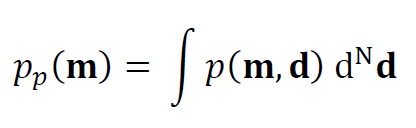 p_p(𝐦) = ∫ p(𝐦, 𝐝) d^N 𝐝